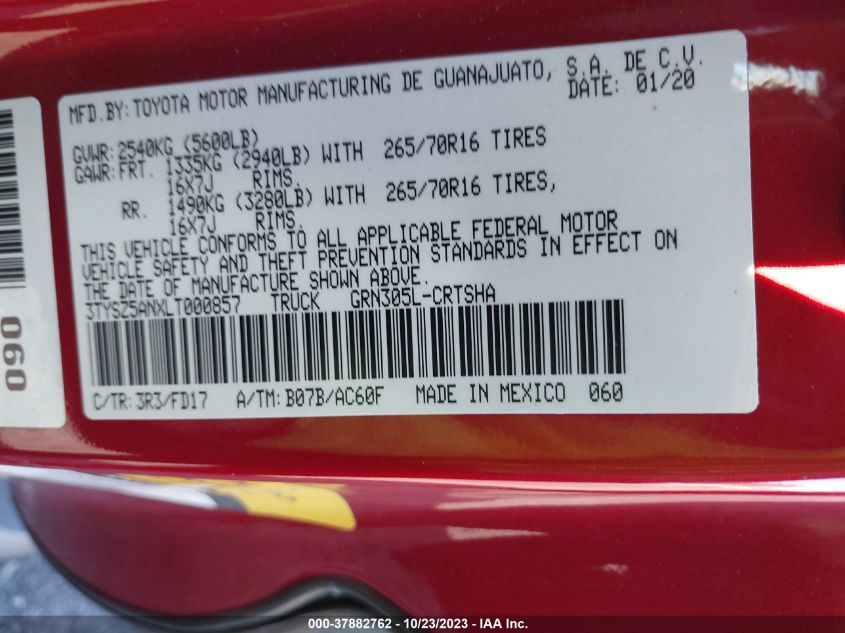 MFD.BY: TOYOTA MOTOR MANUFACTURING DE GUANAJUATO, S.A. DE C.V.
DATE: 01/20
GVWR: 2540KG (5600LB)
GAWR: FRT. 1335KG (2940LB) WITH 265/70R16 TIRES
16X7J RIMS,
RR. 1490KG (3280LB) WITH 265/70R16 TIRES,
16X7J RIMS.
THIS VEHICLE CONFORMS TO ALL APPLICABLE FEDERAL MOTOR
VEHICLE SAFETY AND THEFT PREVENTION STANDARDS IN EFFECT ON
THE DATE OF MANUFACTURE SHOWN ABOVE.
3TYSZ5ANXLT000857 TRUCK GRN305L-CRTSHA
C/TR: 3R3/FD17 A/TM: B07B/AC60F MADE IN MEXICO 060
060
000-37882762 - 10/23/2023 - IAA Inc.